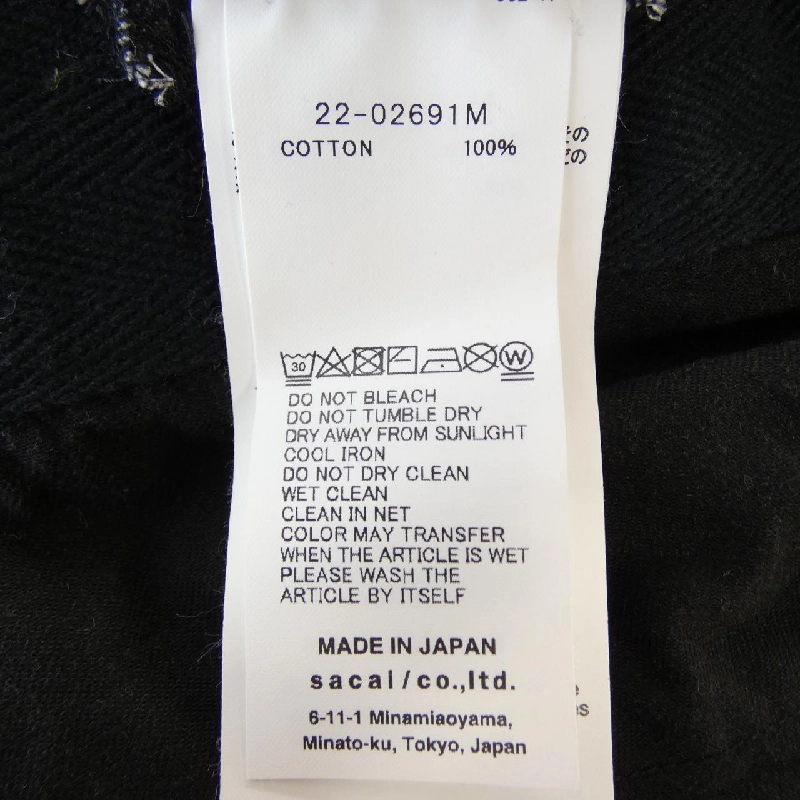 22-02691M
COTTON 100%
30 W
DO NOT BLEACH
DO NOT TUMBLE DRY
DRY AWAY FROM SUNLIGHT
COOL IRON
DO NOT DRY CLEAN
WET CLEAN
CLEAN IN NET
COLOR MAY TRANSFER
WHEN THE ARTICLE IS WET
PLEASE WASH THE
ARTICLE BY ITSELF
MADE IN JAPAN
sacai/co.,ltd.
6-11-1 Minamiaoyama,
Minato-ku, Tokyo, Japan